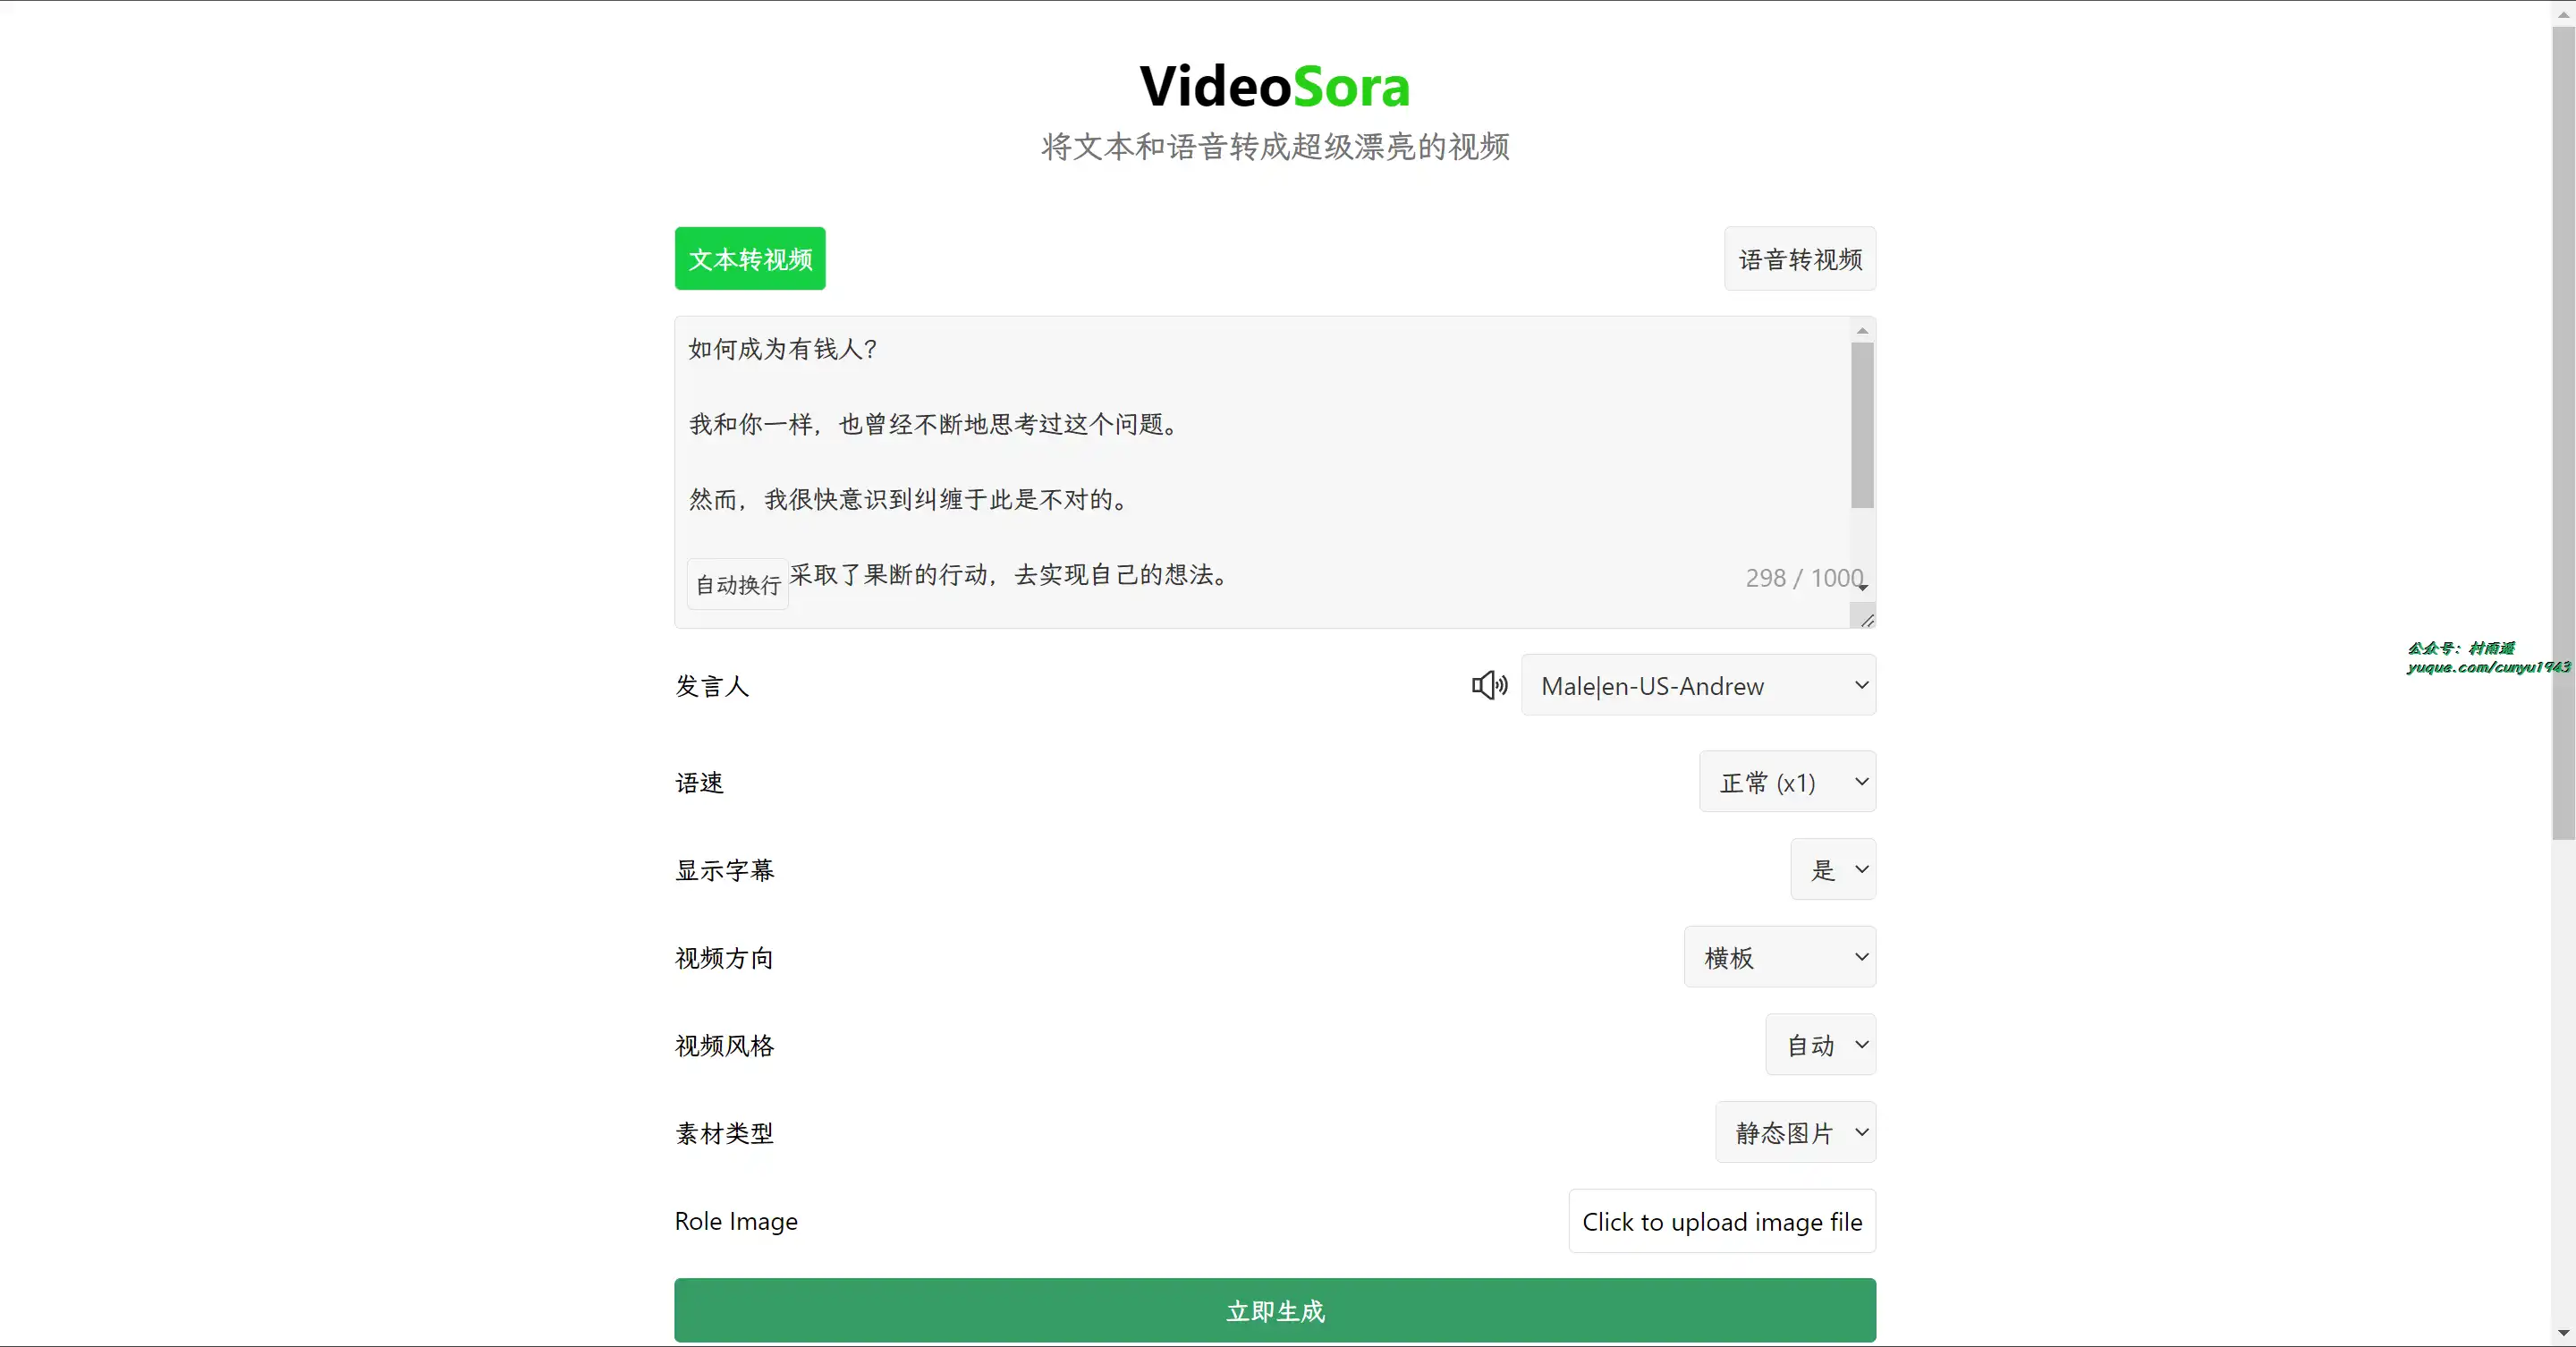 VideoSora
将文本和语音转成超级漂亮的视频
文本转视频
语音转视频
如何成为有钱人?
我和你一样，也曾经不断地思考过这个问题。
然而，我很快意识到纠缠于此是不对的。
采取了果断的行动，去实现自己的想法。
自动换行
298 / 1000
发言人
Male|en-US-Andrew
语速
正常 (x1)
显示字幕
是
视频方向
横板
视频风格
自动
素材类型
静态图片
Role Image
Click to upload image file
立即生成
公众号：村雨遥
yuque.com/cunyu1943